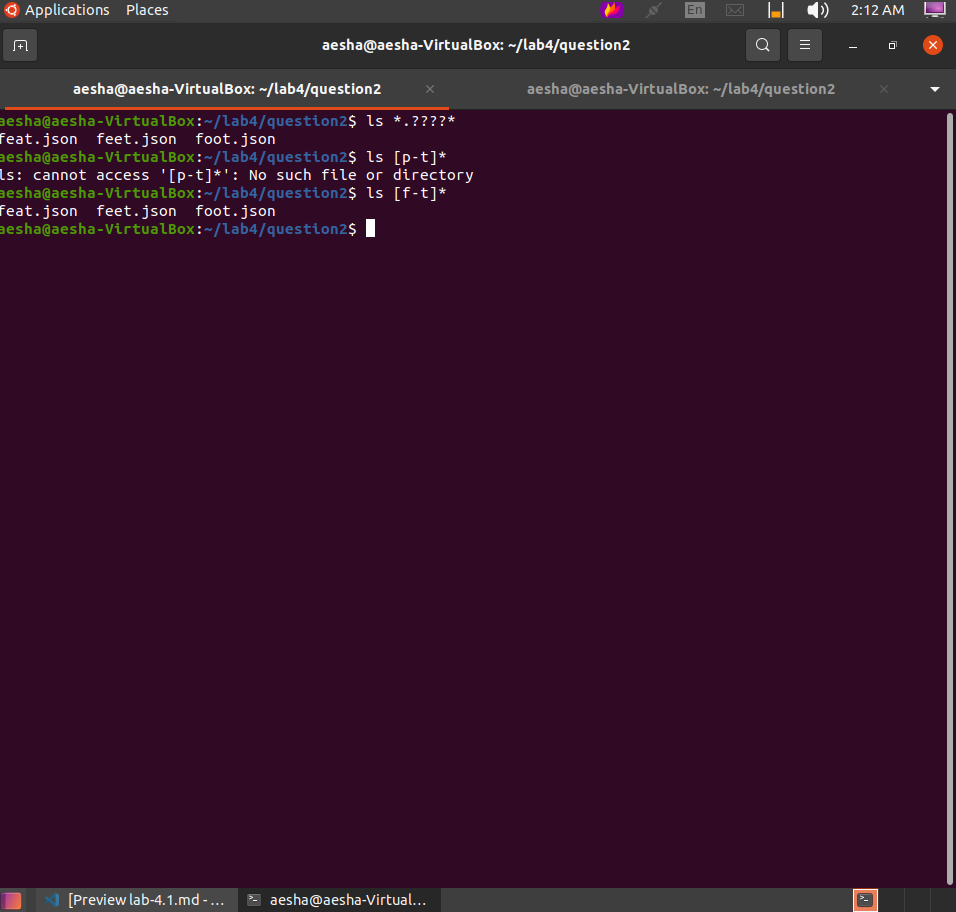 Applications Places En 2:12 AM
aesha@aesha-VirtualBox: ~/lab4/question2
aesha@aesha-VirtualBox: ~/lab4/question2 aesha@aesha-VirtualBox: ~/lab4/question2
aesha@aesha-VirtualBox:~/lab4/question2$ ls *.????*
feat.json  feet.json  foot.json
aesha@aesha-VirtualBox:~/lab4/question2$ ls [p-t]*
ls: cannot access '[p-t]*': No such file or directory
aesha@aesha-VirtualBox:~/lab4/question2$ ls [f-t]*
feat.json  feet.json  foot.json
aesha@aesha-VirtualBox:~/lab4/question2$
[Preview lab-4.1.md - ... aesha@aesha-Virtual...